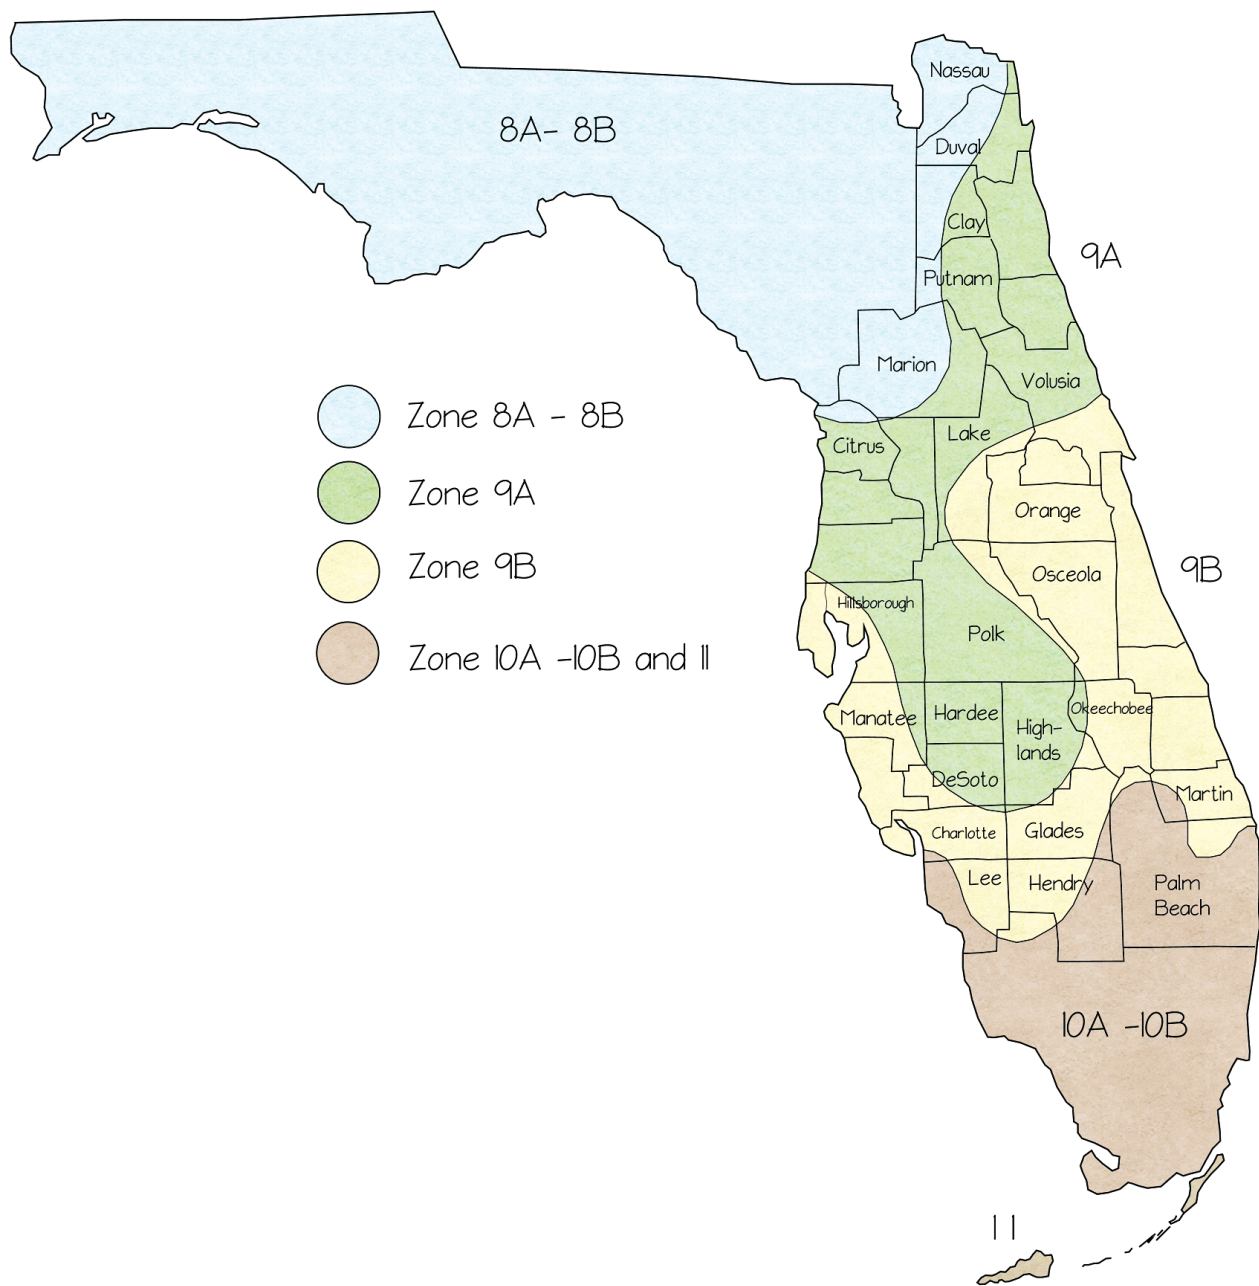 Nassau
8A- 8B
Duval
Clay
9A
Putnam
Marion
Volusia
Zone 8A - 8B
Lake
Citrus
Zone 9A
Orange
Zone 9B
Osceola
9B
Hillsborough
Polk
Zone 10A -10B and 11
Okeechobee
Manatee
Hardee
High-
lands
DeSoto
Martin
Charlotte
Glades
Lee
Hendry
Palm
Beach
10A -10B
11